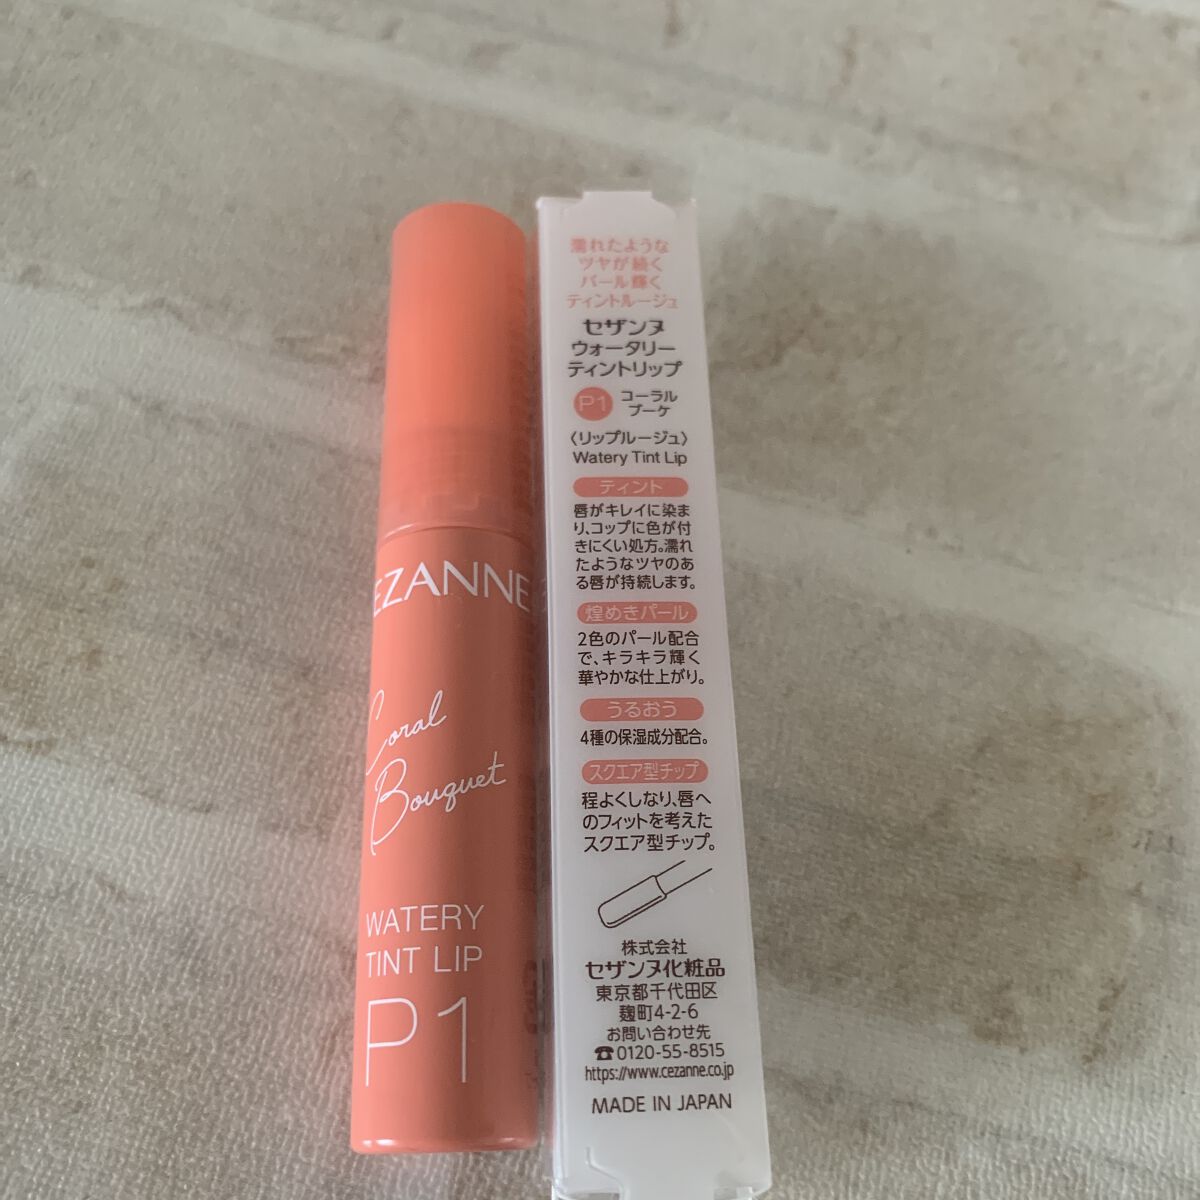 EZANNE
Coral
Bouquet
WATERY
TINT LIP
P1
濡れたような
ツヤが続く
パール輝く
ティントルージュ
セザンヌ
ウォータリー
ティントリップ
P1 コーラル
ブーケ
〈リップルージュ〉
Watery Tint Lip
ティント
唇がキレイに染ま
り、コップに色が付
きにくい処方。濡れ
たようなツヤのあ
る唇が持続します。
煌めきパール
2色のパール配合
で、キラキラ輝く
華やかな仕上がり。
うるおう
4種の保湿成分配合。
スクエア型チップ
程よくしなり、唇へ
のフィットを考えた
スクエア型チップ。
株式会社
セザンヌ化粧品
東京都千代田区
麹町4-2-6
お問い合わせ先
☎0120-55-8515
https://www.cezanne.co.jp
MADE IN JAPAN